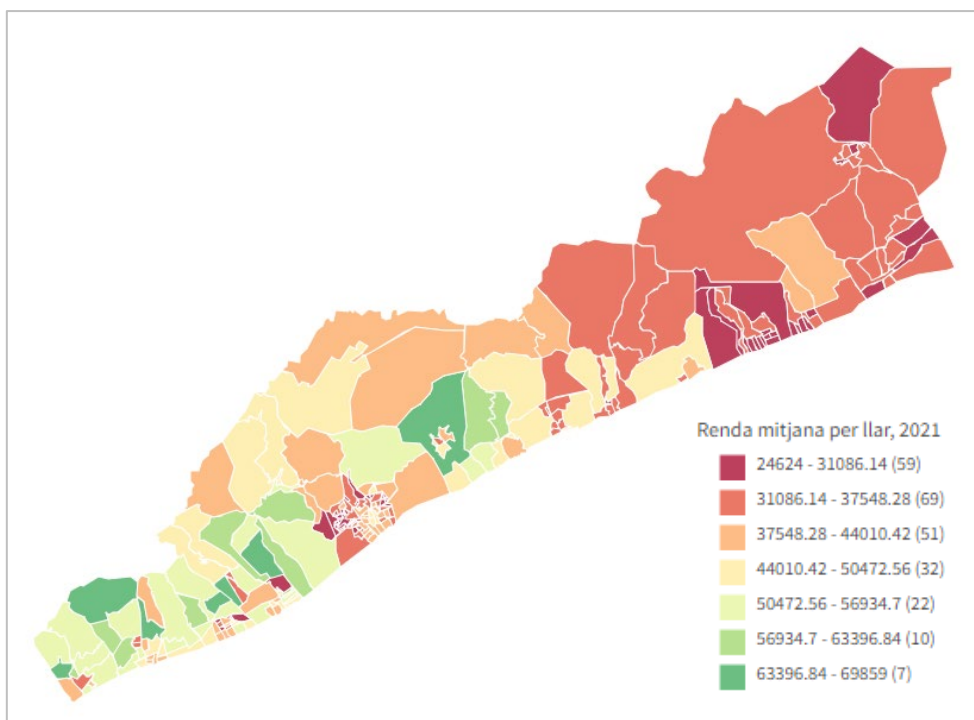 Renda mitjana per llar, 2021
24624 - 31086.14 (59)
31086.14 - 37548.28 (69)
37548.28 - 44010.42 (51)
44010.42 - 50472.56 (32)
50472.56 - 56934.7 (22)
56934.7 - 63396.84 (10)
63396.84 - 69859 (7)